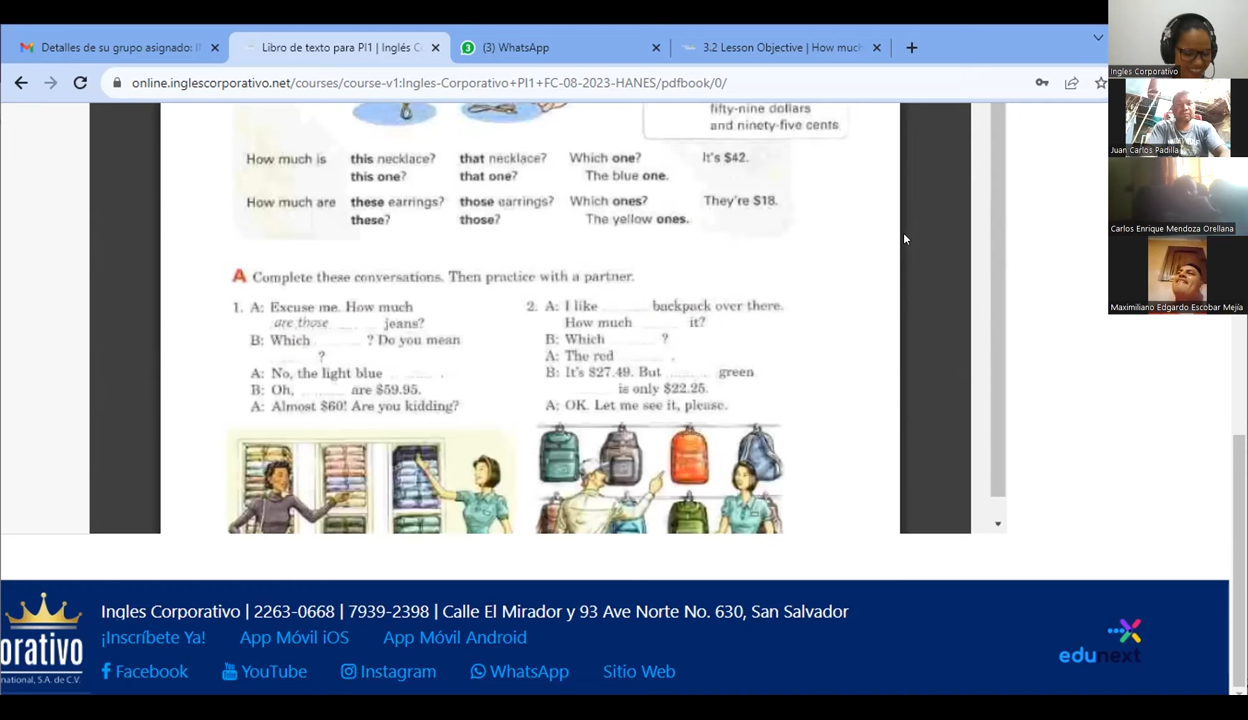 Detalles de su grupo asignado: I
Libro de texto para PI1 | Inglés C
(3) WhatsApp
3.2 Lesson Objective | How much
online.inglescorporativo.net/courses/course-v1:Ingles-Corporativo+PI1+FC-08-2023-HANES/pdfbook/0/
Ingles Corporativo
Juan Carlos Padilla
Carlos Enrique Mendoza Orellana
Maximiliano Edgardo Escobar Mejía
fifty-nine dollars
and ninety-five cents
How much is this necklace? that necklace? Which one? It's $42.
this one? that one? The blue one.
How much are these earrings? those earrings? Which ones? They're $18.
these? those? The yellow ones.
A Complete these conversations. Then practice with a partner.
1. A: Excuse me. How much
are those jeans?
B: Which ? Do you mean
?
A: No, the light blue .
B: Oh, are $59.95.
A: Almost $60! Are you kidding?
2. A: I like backpack over there.
How much it?
B: Which ?
A: The red .
B: It's $27.49. But green
is only $22.25.
A: OK. Let me see it, please.
orativo
national, S.A. de C.V.
Ingles Corporativo | 2263-0668 | 7939-2398 | Calle El Mirador y 93 Ave Norte No. 630, San Salvador
¡Inscríbete Ya! App Móvil iOS App Móvil Android
Facebook YouTube Instagram WhatsApp Sitio Web
edunext